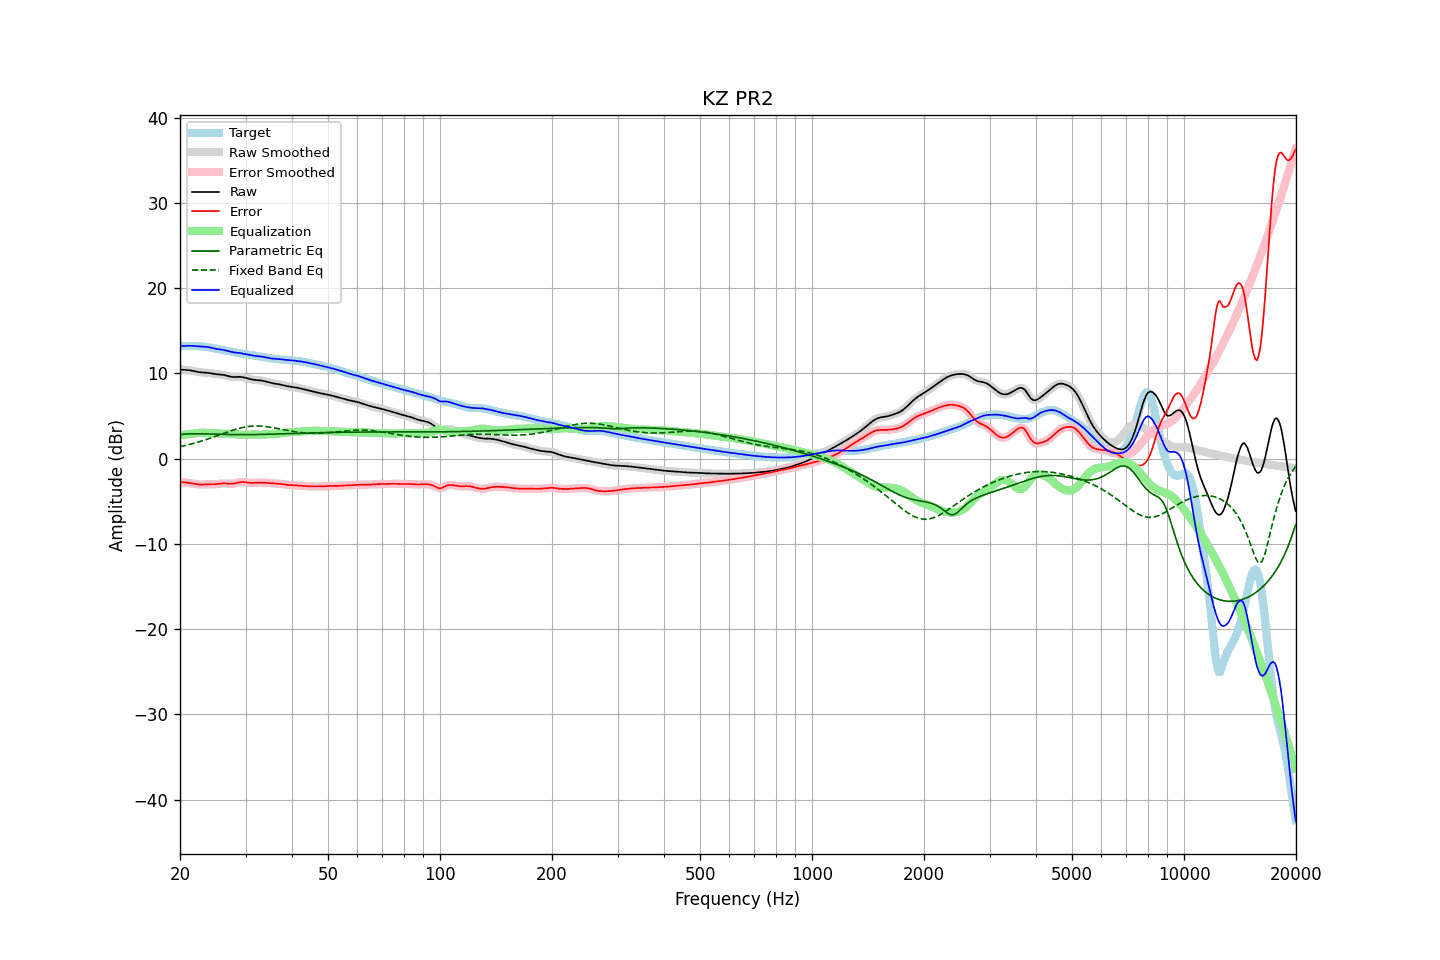 KZ PR2
40
30
20
10
0
−10
−20
−30
−40
Amplitude (dBr)
Target
Raw Smoothed
Error Smoothed
Raw
Error
Equalization
Parametric Eq
Fixed Band Eq
Equalized
20 50 100 200 500 1000 2000 5000 10000 20000
Frequency (Hz)